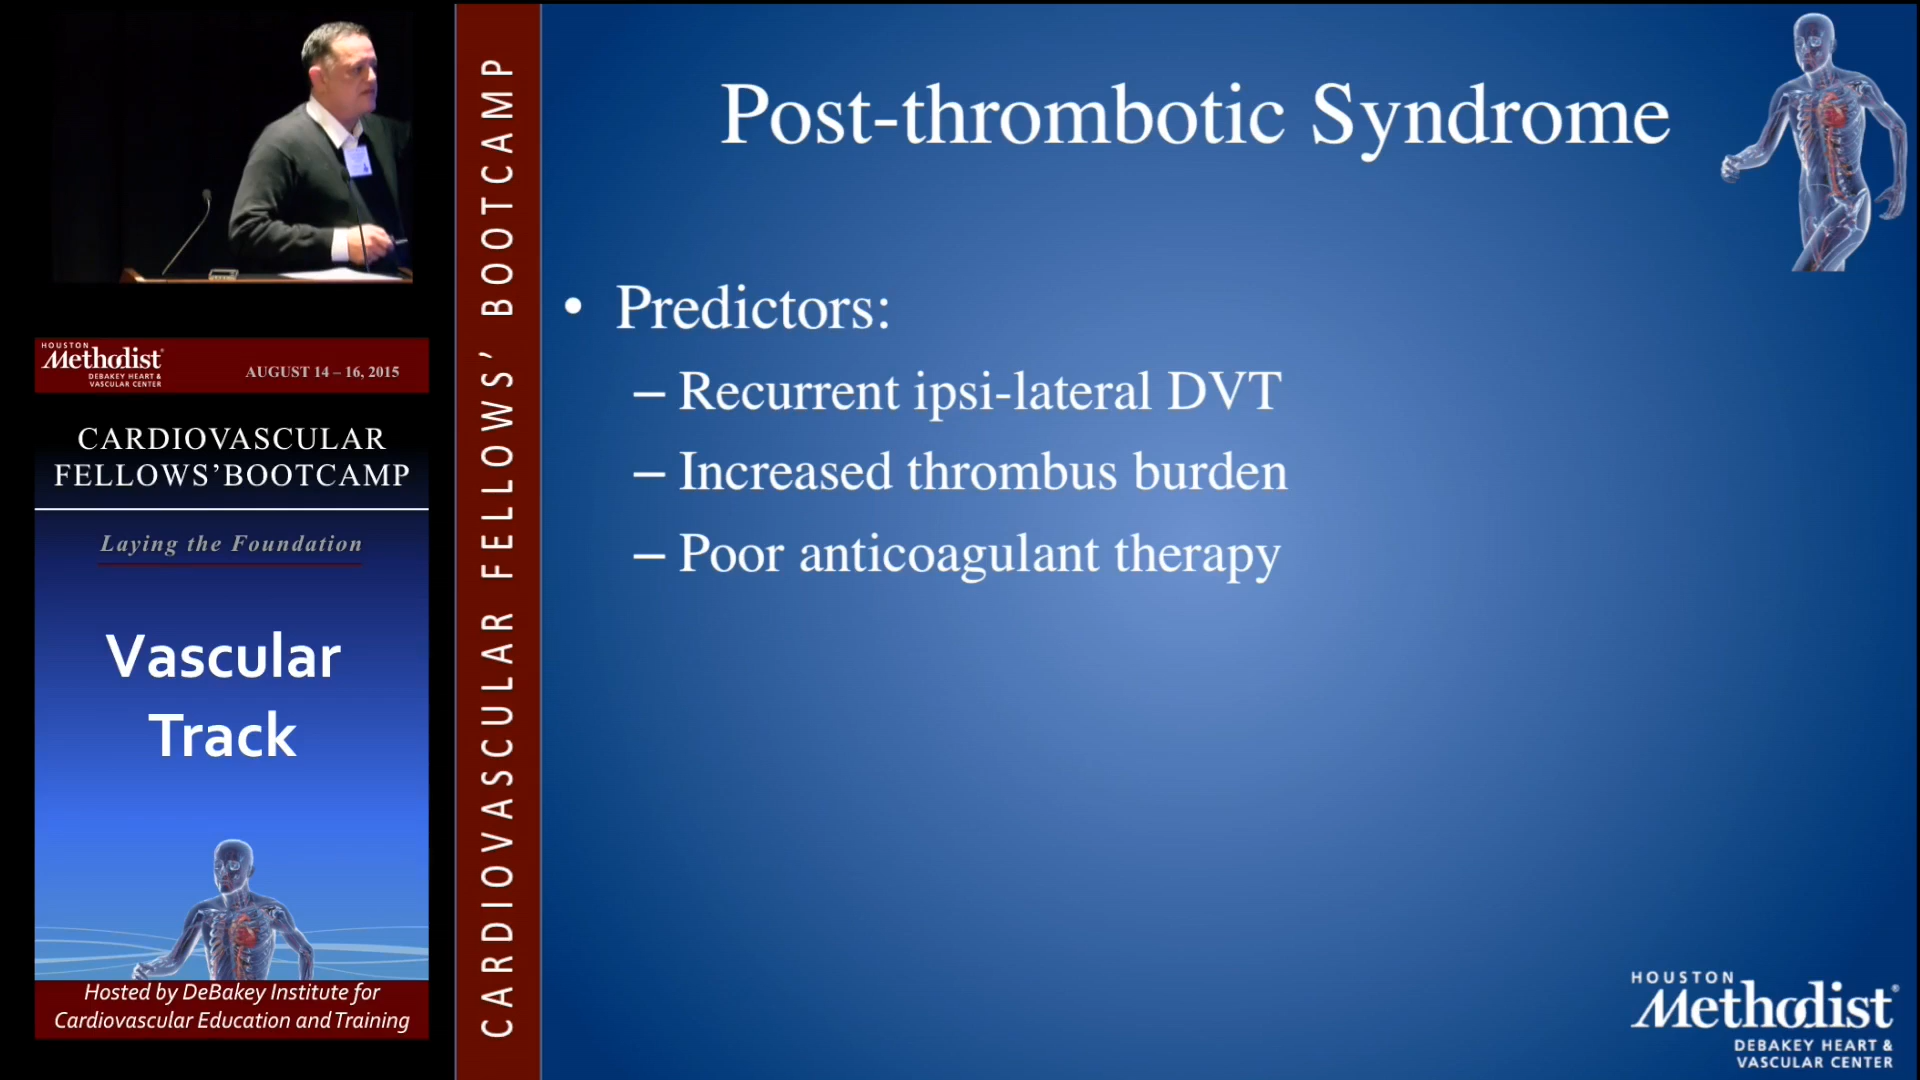 HOUSTON
Methodist
DEBAKEY HEART &
VASCULAR CENTER
AUGUST 14 – 16, 2015
CARDIOVASCULAR
FELLOWS' BOOTCAMP
Laying the Foundation
Vascular
Track
Hosted by DeBakey Institute for
Cardiovascular Education and Training
CARDIOVASCULAR FELLOWS' BOOTCAMP
Post-thrombotic Syndrome
• Predictors:
– Recurrent ipsi-lateral DVT
– Increased thrombus burden
– Poor anticoagulant therapy
HOUSTON
Methodist®
DEBAKEY HEART &
VASCULAR CENTER